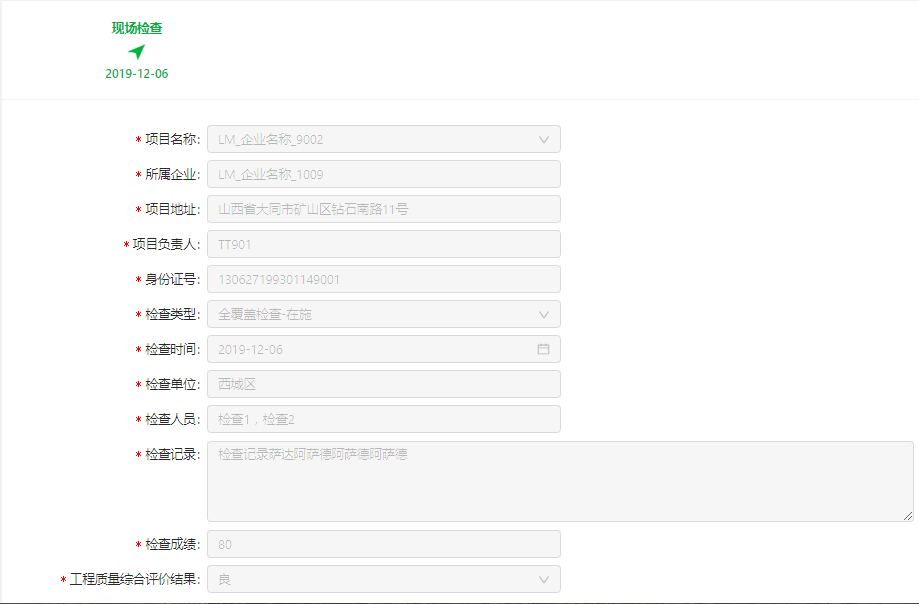 现场检查
2019-12-06
* 项目名称: LM_企业名称_9002
* 所属企业: LM_企业名称_1009
* 项目地址: 山西省大同市矿山区钻石南路11号
* 项目负责人: TT901
* 身份证号: 130627199301149001
* 检查类型: 全覆盖检查-在施
* 检查时间: 2019-12-06
* 检查单位: 西城区
* 检查人员: 检查1，检查2
* 检查记录: 检查记录萨达阿萨德阿萨德阿萨德
* 检查成绩: 80
* 工程质量综合评价结果: 良